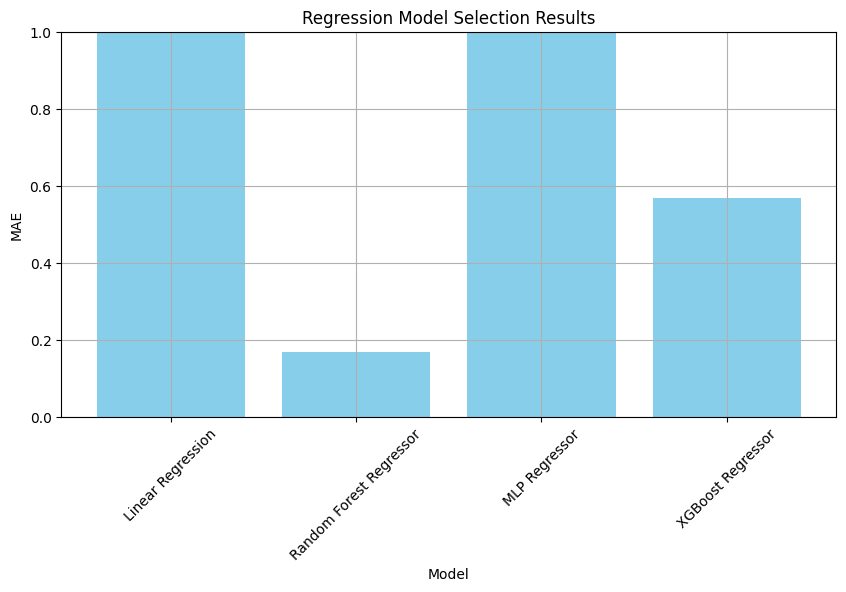 Regression Model Selection Results
MAE
1.0
0.8
0.6
0.4
0.2
0.0
Linear Regression
Random Forest Regressor
MLP Regressor
XGBoost Regressor
Model